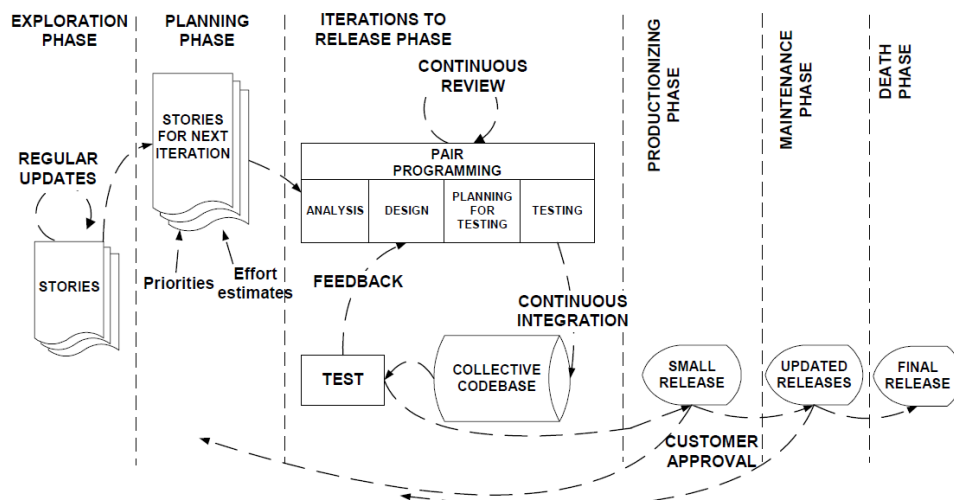 EXPLORATION
PHASE
PLANNING
PHASE
ITERATIONS TO
RELEASE PHASE
PRODUCTIONIZING
PHASE
MAINTENANCE
PHASE
DEATH
PHASE
CONTINUOUS
REVIEW
STORIES
FOR NEXT
ITERATION
REGULAR
UPDATES
PAIR
PROGRAMMING
ANALYSIS
DESIGN
PLANNING
FOR
TESTING
TESTING
STORIES
Priorities
Effort
estimates
FEEDBACK
CONTINUOUS
INTEGRATION
TEST
COLLECTIVE
CODEBASE
SMALL
RELEASE
UPDATED
RELEASES
FINAL
RELEASE
CUSTOMER
APPROVAL